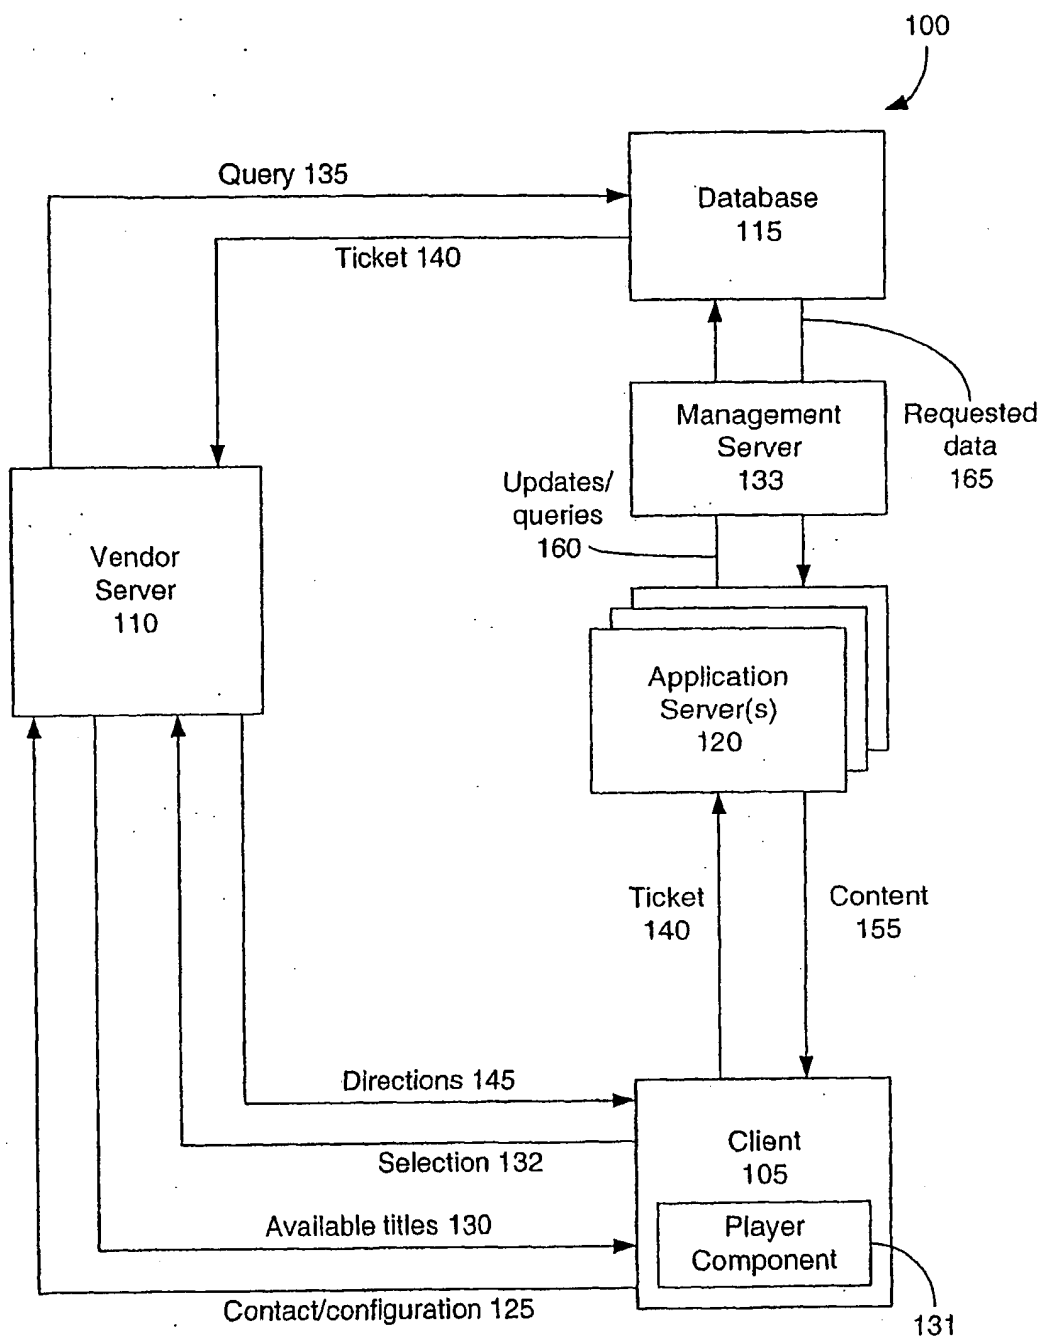 100
Query 135
Database
115
Ticket 140
Management
Server
133
Requested
data
165
Updates/
queries
160
Vendor
Server
110
Application
Server(s)
120
Ticket
140
Content
155
Directions 145
Client
105
Selection 132
Available titles 130
Player
Component
Contact/configuration 125
131